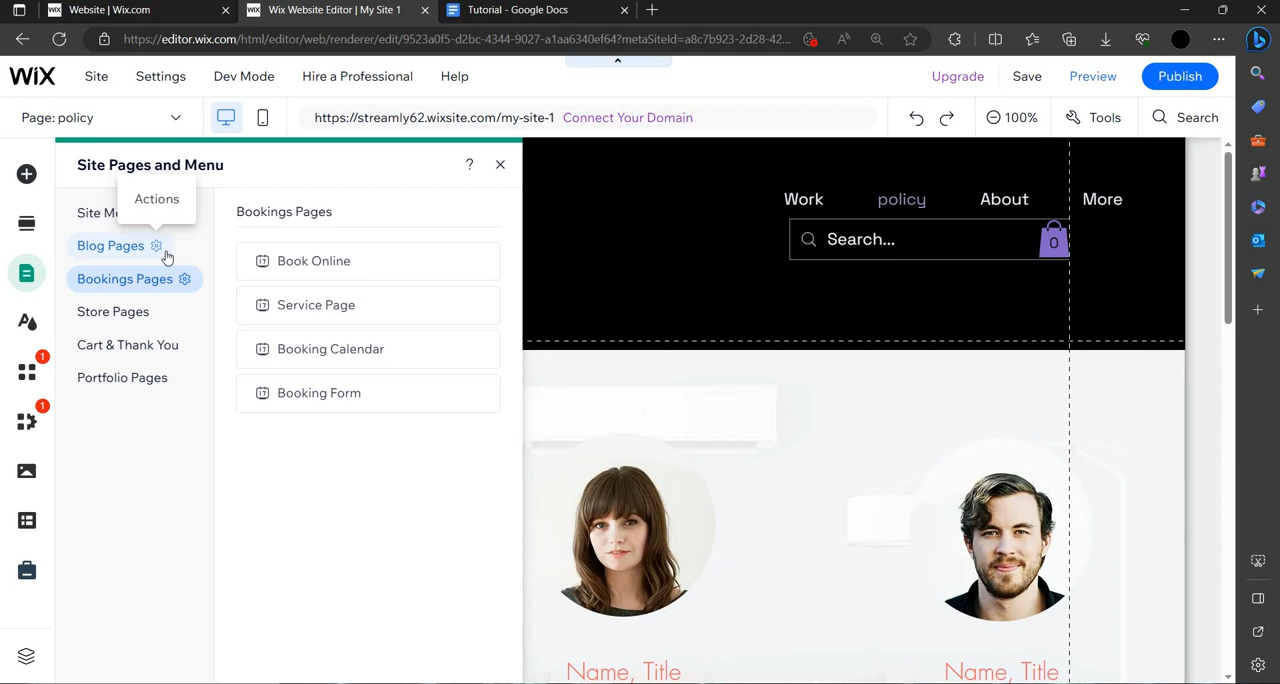 Website | Wix.com
Wix Website Editor | My Site 1
Tutorial - Google Docs
https://editor.wix.com/html/editor/web/renderer/edit/9523a0f5-d2bc-4344-9027-a1aa6340ef64?metaSiteId=a8c7b923-2d28-42...
WiX
Site
Settings
Dev Mode
Hire a Professional
Help
Upgrade
Save
Preview
Publish
Page: policy
https://streamly62.wixsite.com/my-site-1 Connect Your Domain
100%
Tools
Search
Site Pages and Menu
?
Actions
Site Me
Blog Pages
Bookings Pages
Store Pages
Cart & Thank You
Portfolio Pages
Bookings Pages
Book Online
Service Page
Booking Calendar
Booking Form
1
1
Work
policy
About
More
Search...
0
Name, Title
Name, Title